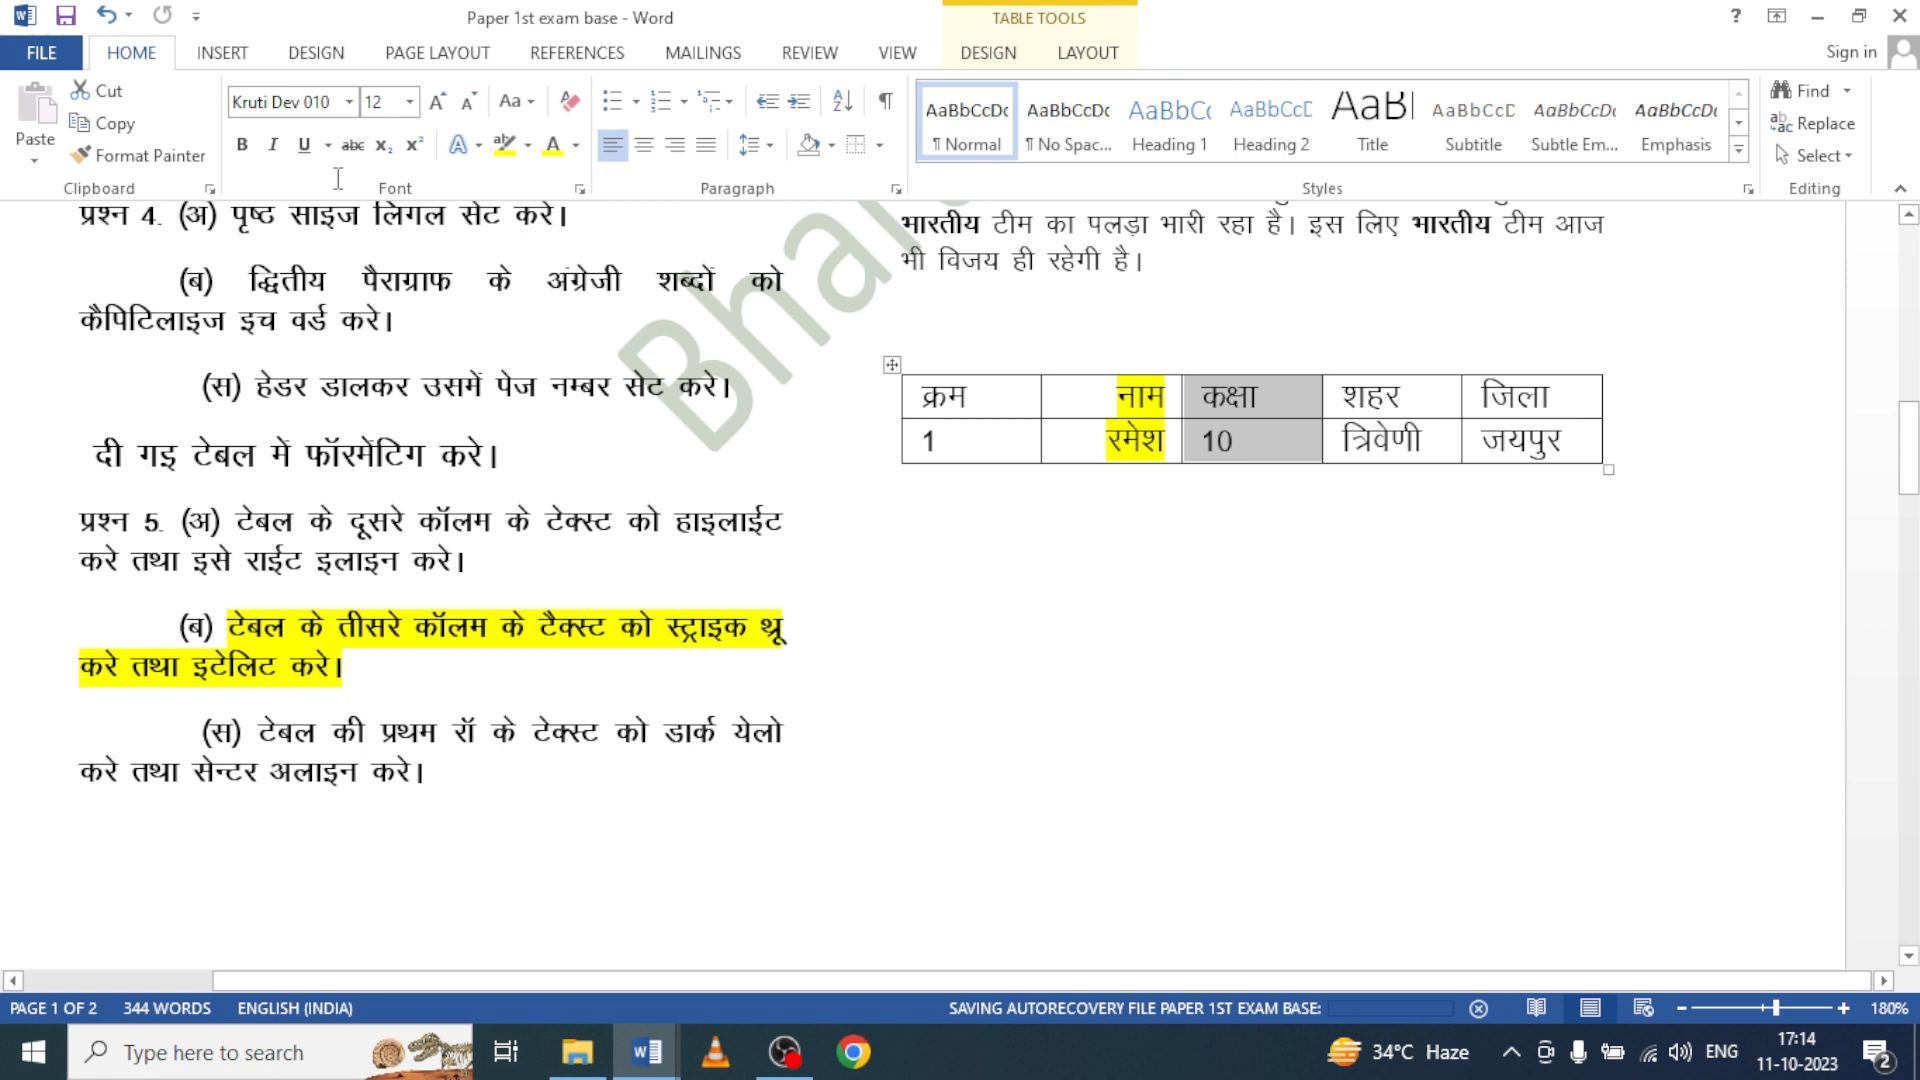 Paper 1st exam base - Word
TABLE TOOLS
FILE HOME INSERT DESIGN PAGE LAYOUT REFERENCES MAILINGS REVIEW VIEW DESIGN LAYOUT
Sign in
Paste
Cut
Copy
Format Painter
Clipboard
Kruti Dev 010 12
Font
Paragraph
AaBbCcDc AaBbCcDc AaBbCc AaBbCcD AaBl AaBbCcD AaBbCcDc AaBbCcDc
¶ Normal ¶ No Spac... Heading 1 Heading 2 Title Subtitle Subtle Em... Emphasis
Styles
Find
Replace
Select
Editing
प्रश्न 4. (अ) पृष्ठ साइज लिगल सेट करे।
(ब) द्वितीय पैराग्राफ के अंग्रेजी शब्दों को
कैपिटिलाइज इच वर्ड करे।
(स) हेडर डालकर उसमें पेज नम्बर सेट करे।
दी गइ टेबल में फॉरमेंटिग करे।
प्रश्न 5. (अ) टेबल के दूसरे कॉलम के टेक्स्ट को हाइलाईट
करे तथा इसे राईट इलाइन करे।
(ब) टेबल के तीसरे कॉलम के टैक्स्ट को स्ट्राइक थ्रू
करे तथा इटेलिट करे।
(स) टेबल की प्रथम रॉ के टेक्स्ट को डार्क येलो
करे तथा सेन्टर अलाइन करे।
भारतीय टीम का पलड़ा भारी रहा है। इस लिए भारतीय टीम आज
भी विजय ही रहेगी है।
क्रम नाम कक्षा शहर जिला
1 रमेश 10 त्रिवेणी जयपुर
PAGE 1 OF 2 344 WORDS ENGLISH (INDIA)
SAVING AUTORECOVERY FILE PAPER 1ST EXAM BASE:
180%
Type here to search
34°C Haze
ENG
17:14
11-10-2023
2